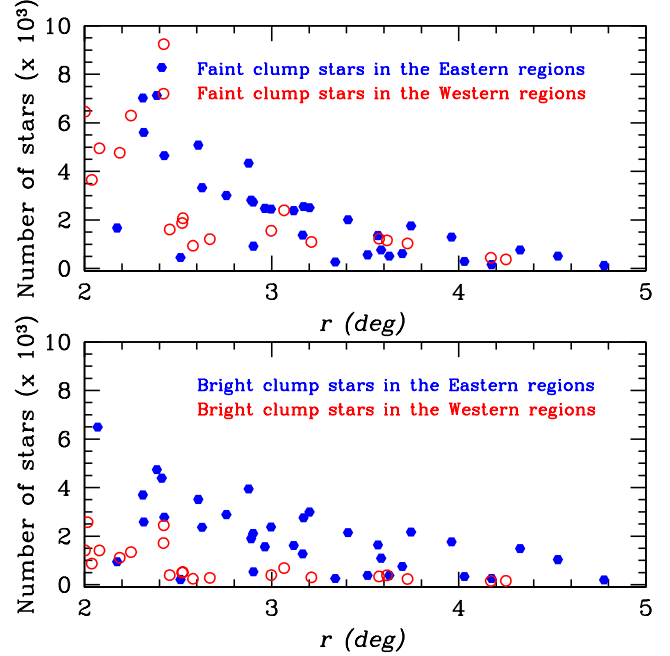 Number of stars (x 10³)
10
8
6
4
2
0
Faint clump stars in the Eastern regions
Faint clump stars in the Western regions
2 3 4 5
r (deg)
Number of stars (x 10³)
10
8
6
4
2
0
Bright clump stars in the Eastern regions
Bright clump stars in the Western regions
2 3 4 5
r (deg)